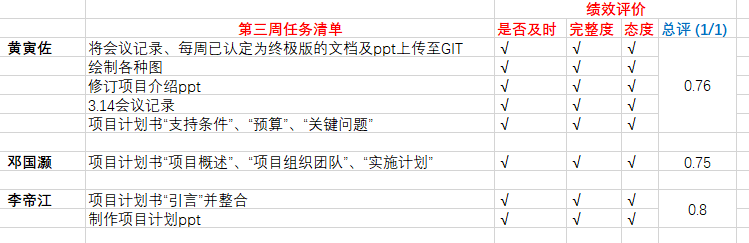 绩效评价
第三周任务清单 是否及时 完整度 态度 总评 (1/1)
黄寅佐 将会议记录、每周已认定为终极版的文档及ppt上传至GIT √ √ √
绘制各种图 √ √ √
修订项目介绍ppt √ √ √ 0.76
3.14会议记录 √ √ √
项目计划书“支持条件”、“预算”、“关键问题” √ √ √
邓国灏 项目计划书“项目概述”、“项目组织团队”、“实施计划” √ √ √ 0.75
李帝江 项目计划书“引言”并整合 √ √ √ 0.8
制作项目计划ppt √ √ √